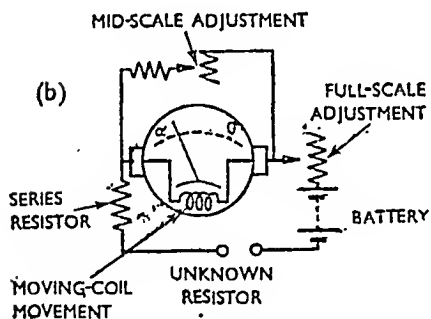 MID-SCALE ADJUSTMENT
(b)
FULL-SCALE
ADJUSTMENT
SERIES
RESISTOR
BATTERY
UNKNOWN
RESISTOR
MOVING-COIL
MOVEMENT